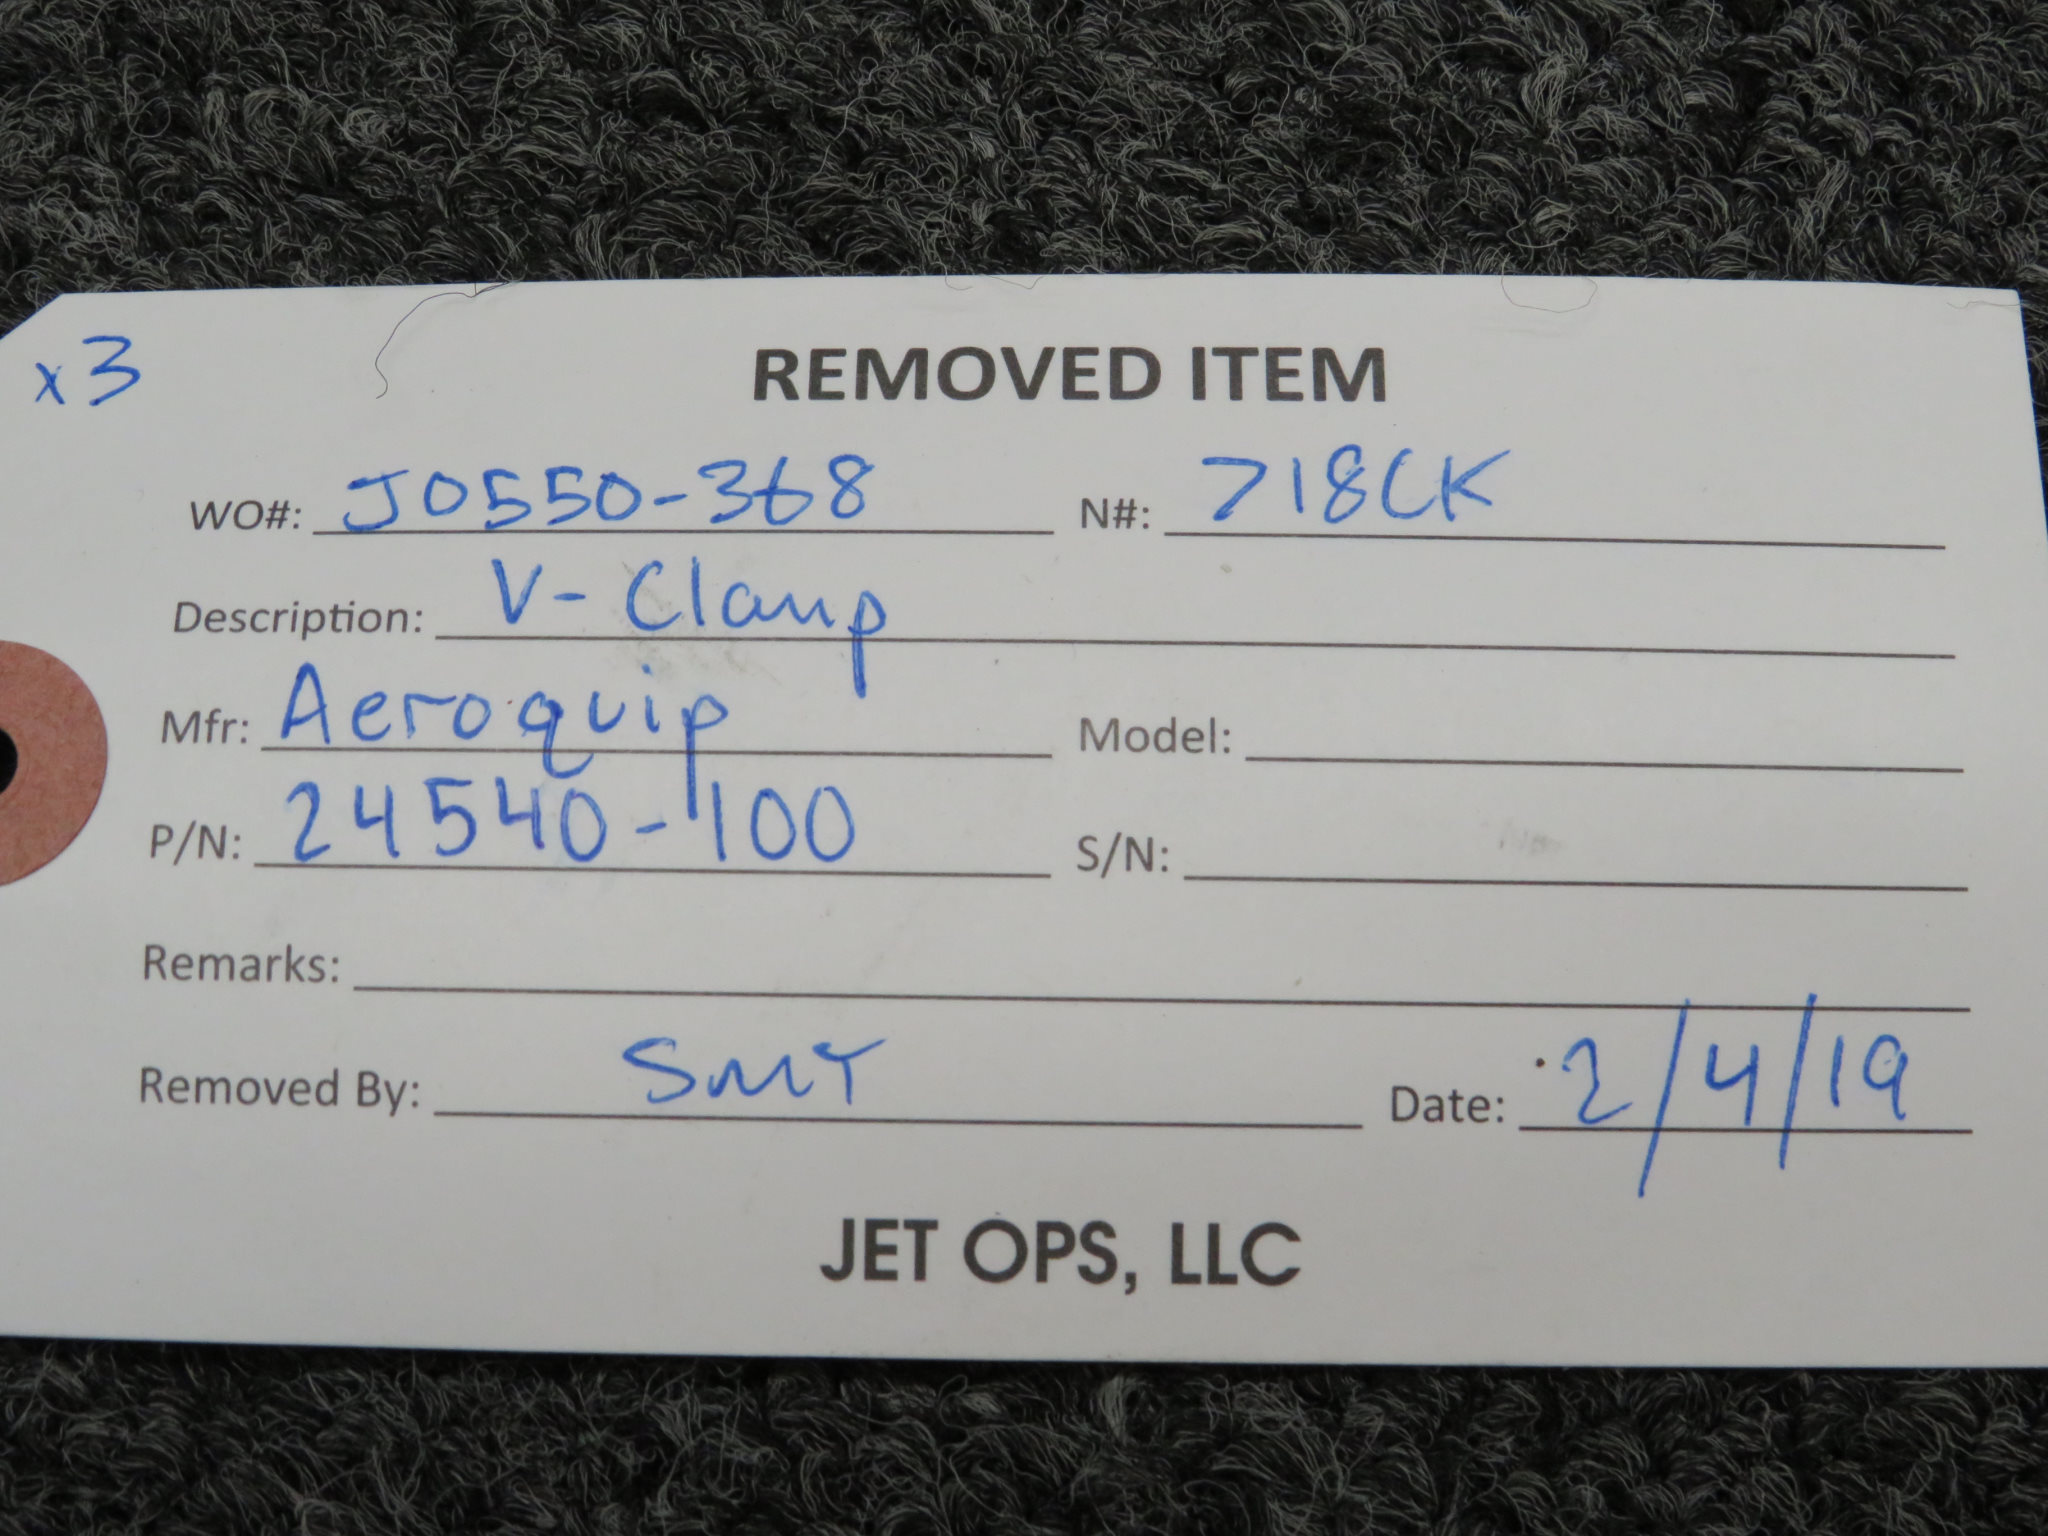 x3
REMOVED ITEM
WO#: JO550-368 N#: 718CK
Description: V-Clamp
Mfr: Aeroquip Model:
P/N: 24540-100 S/N:
Remarks:
Removed By: SMT Date: 2/4/19
JET OPS, LLC